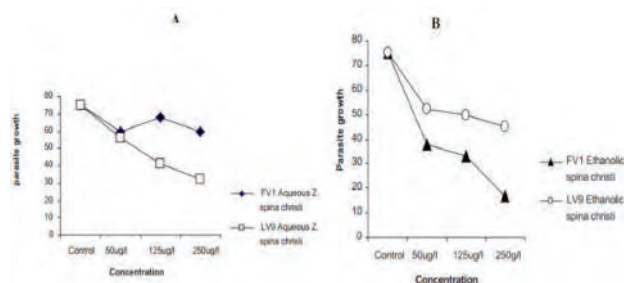 A
80
70
60
50
40
30
20
10
0
parasite growth
Control 50ug/l 125ug/l 250ug/l
Concentration
FV1 Aqueous Z.
spina christi
LV9 Aqueous Z.
spina christi
B
80
70
60
50
40
30
20
10
0
Parasite growth
Control 50ug/l 125ug/l 250g/l
Concentration
FV1 Ethanolic
spina christi
LV9 Ethanolic
spina christi